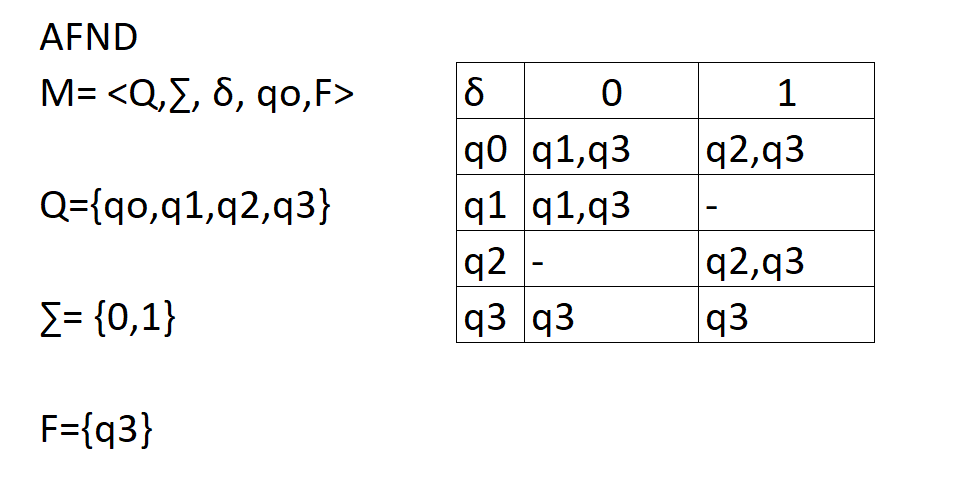 AFND
M= <Q,∑, δ, qo,F>
Q={qo,q1,q2,q3}
∑= {0,1}
F={q3}
δ 0 1
q0 q1,q3 q2,q3
q1 q1,q3 -
q2 - q2,q3
q3 q3 q3